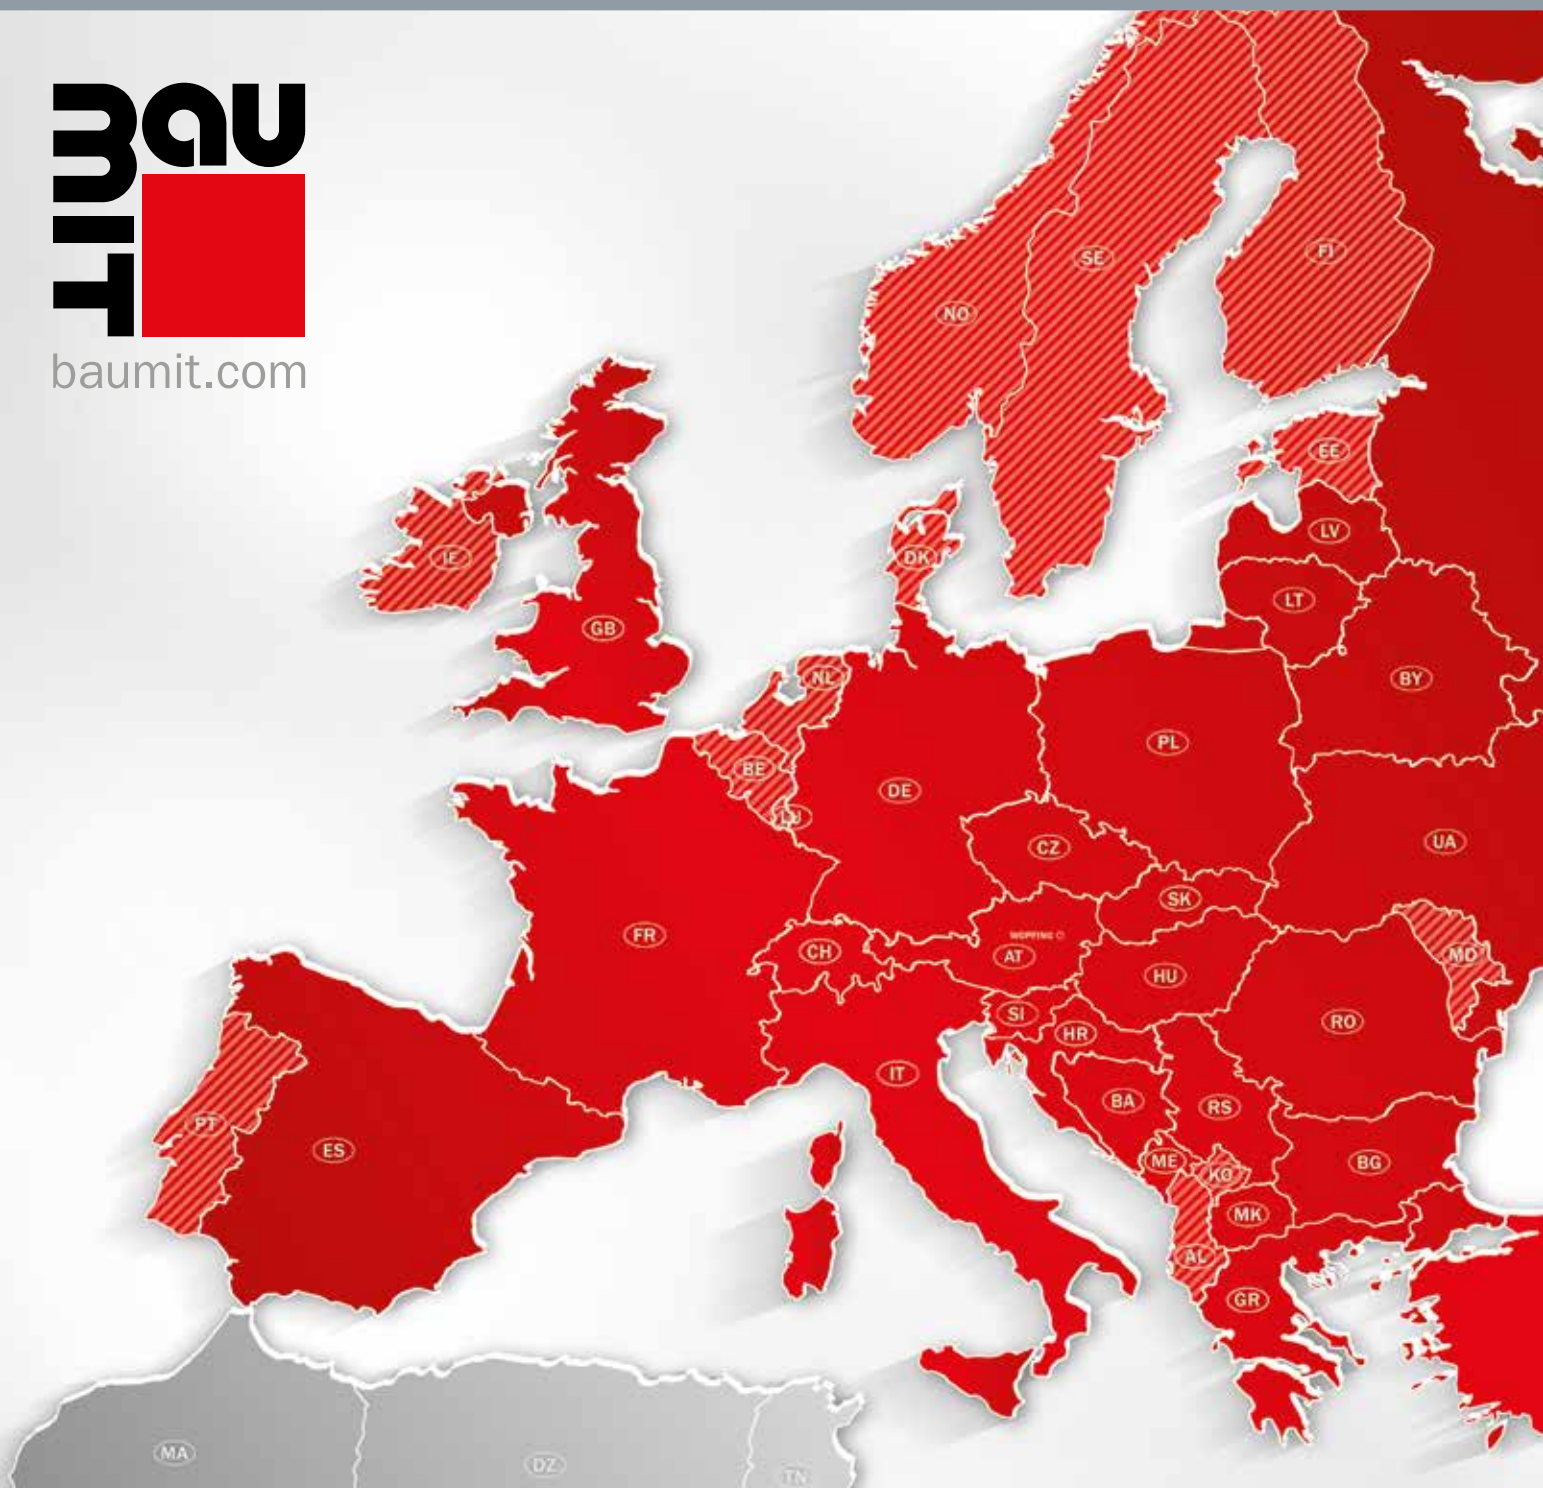 bau
mit
baumit.com
SE
FI
NO
EE
LV
IE
DK
LT
GB
NL
BY
PL
BE
DE
LU
UA
CZ
SK
FR
WOPFING
CH
AT
MD
HU
SI
RO
HR
IT
BA
RS
PT
ES
ME
BG
KO
MK
AL
GR
MA
DZ
TN